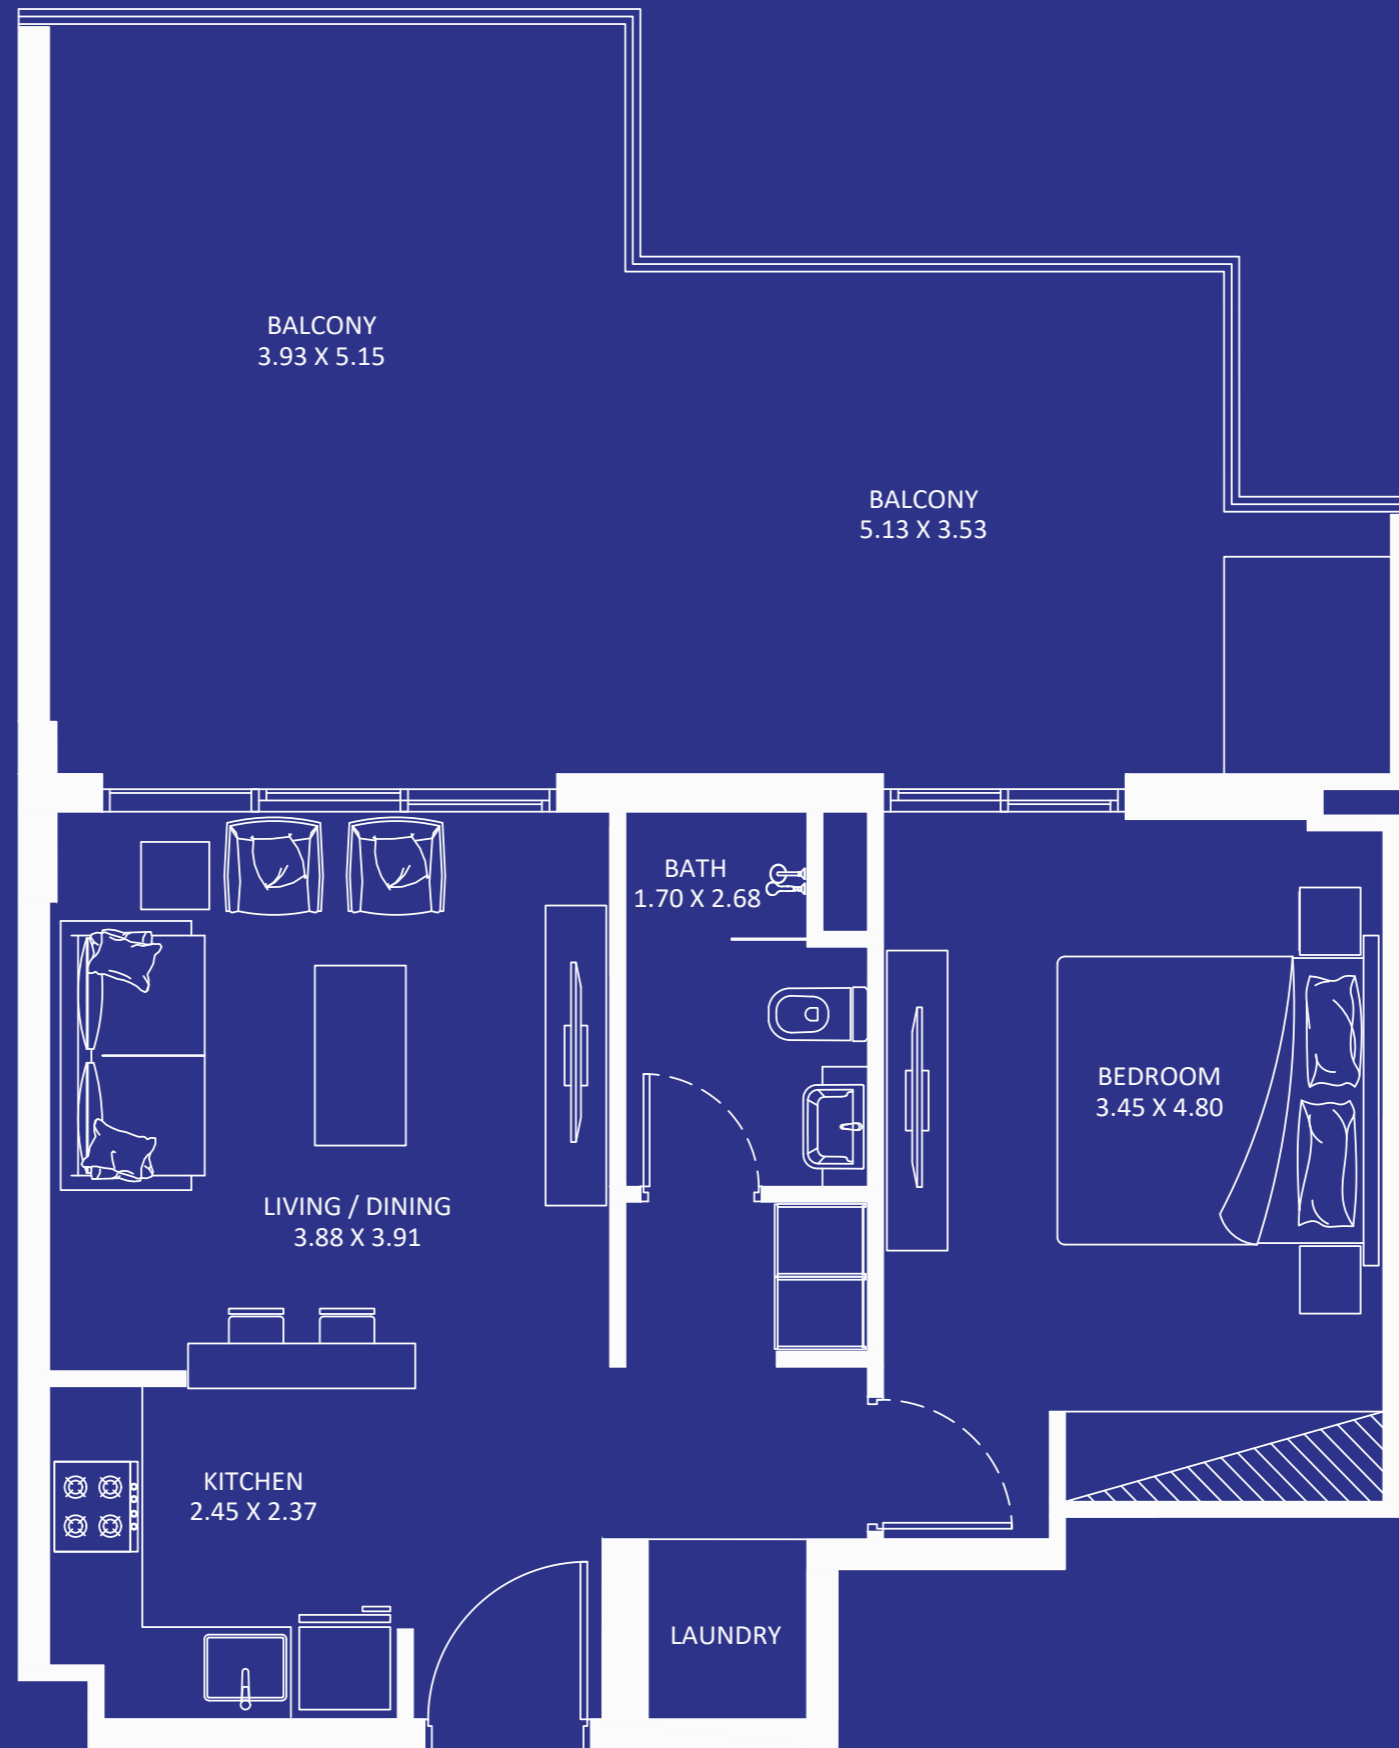 BALCONY
3.93 X 5.15
BALCONY
5.13 X 3.53
BATH
1.70 X 2.68
BEDROOM
3.45 X 4.80
LIVING / DINING
3.88 X 3.91
KITCHEN
2.45 X 2.37
LAUNDRY